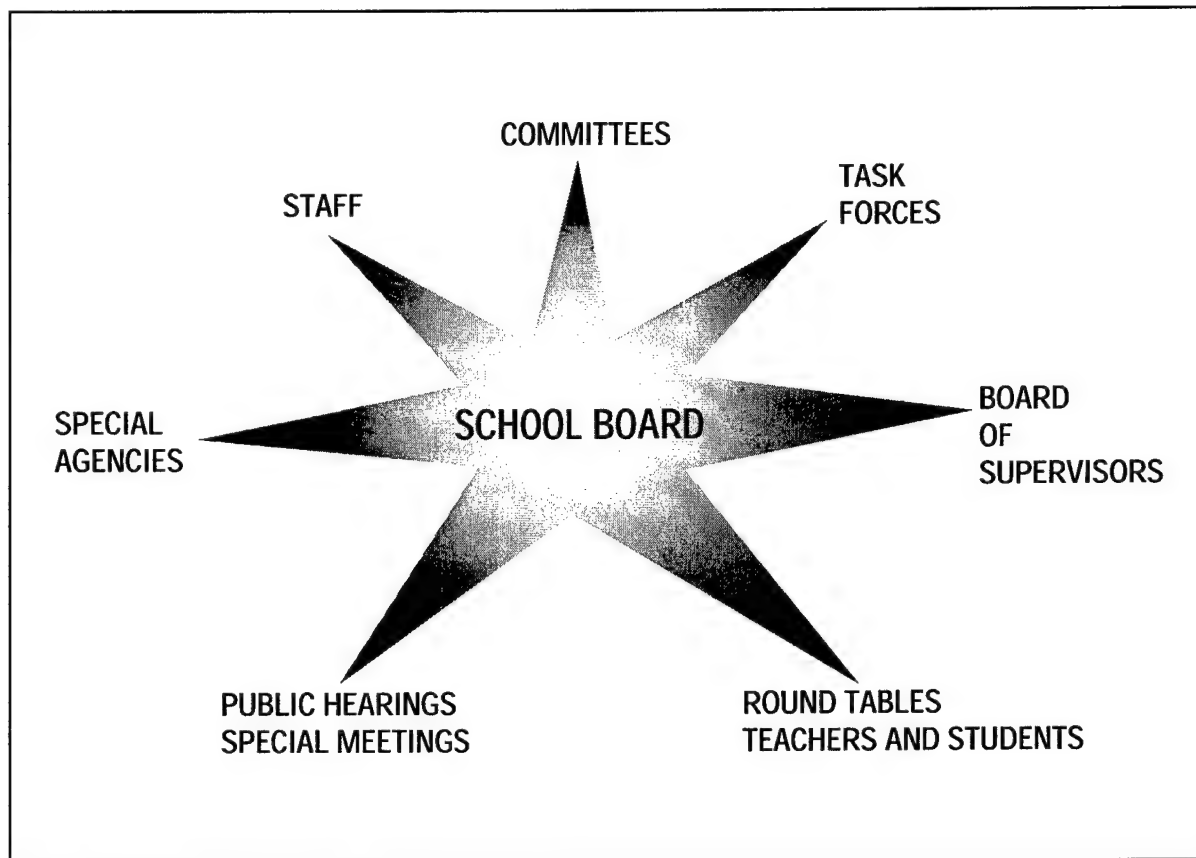 COMMITTEES
TASK
FORCES
STAFF
BOARD
OF
SUPERVISORS
SPECIAL
AGENCIES
SCHOOL BOARD
PUBLIC HEARINGS
SPECIAL MEETINGS
ROUND TABLES
TEACHERS AND STUDENTS